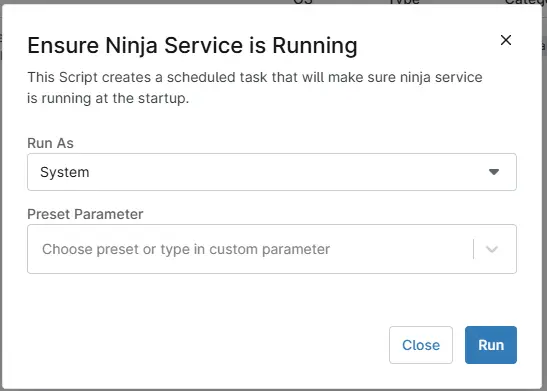 OS Type Catego
Ensure Ninja Service is Running
This Script creates a scheduled task that will make sure ninja service
is running at the startup.
Run As
System
Preset Parameter
Choose preset or type in custom parameter
Close Run